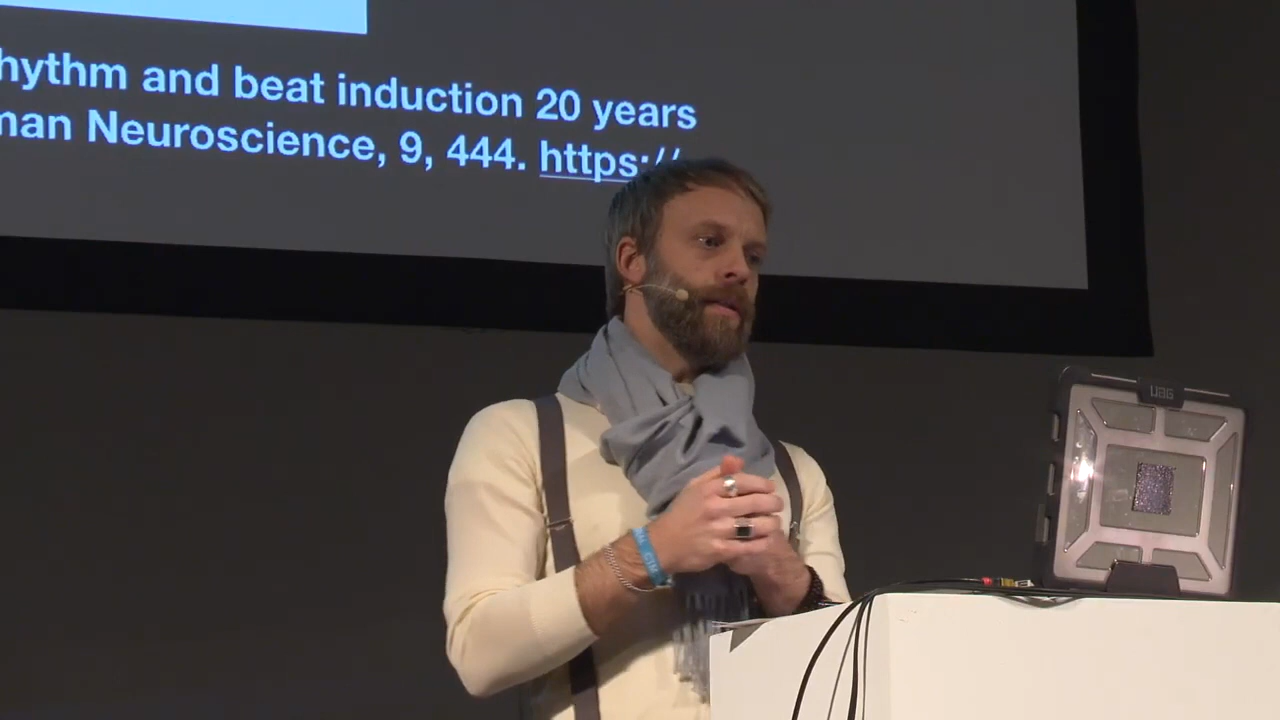 hythm and beat induction 20 years
man Neuroscience, 9, 444. https://
UAG